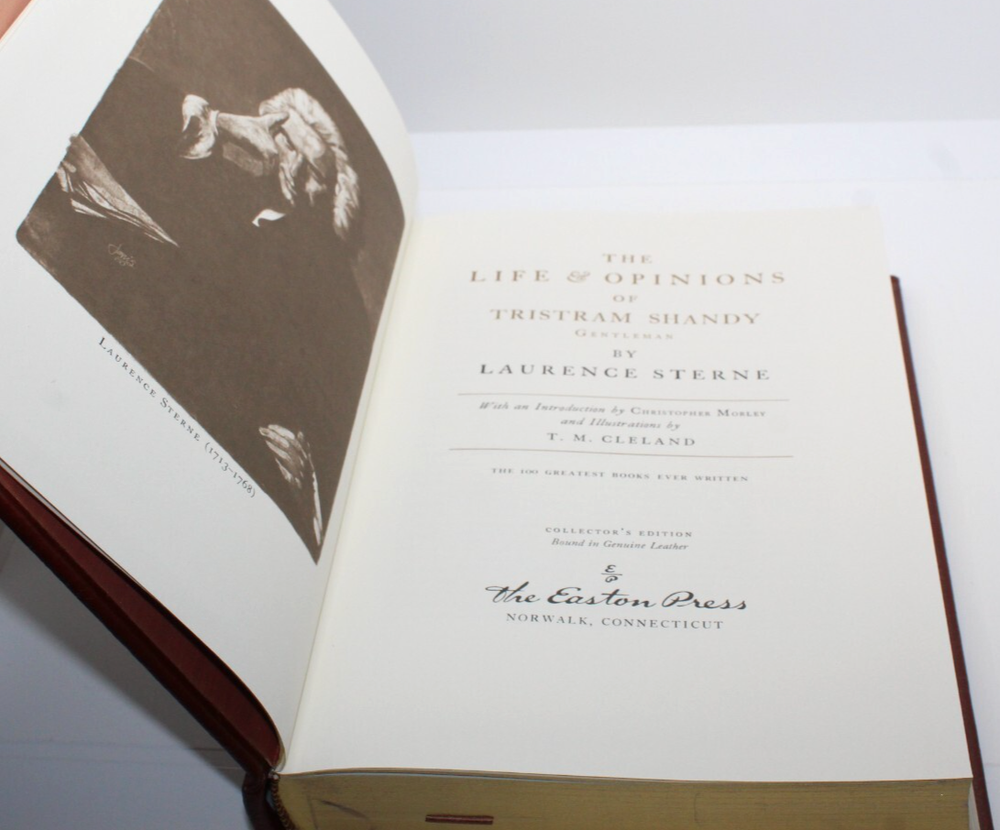 LAURENCE STERNE (1713-1768)
THE
LIFE & OPINIONS
OF
TRISTRAM SHANDY
GENTLEMAN
BY
LAURENCE STERNE
With an Introduction by CHRISTOPHER MORLEY
and Illustrations by
T. M. CLELAND
THE 100 GREATEST BOOKS EVER WRITTEN
COLLECTOR'S EDITION
Bound in Genuine Leather
E
P
the Easton Press
NORWALK, CONNECTICUT